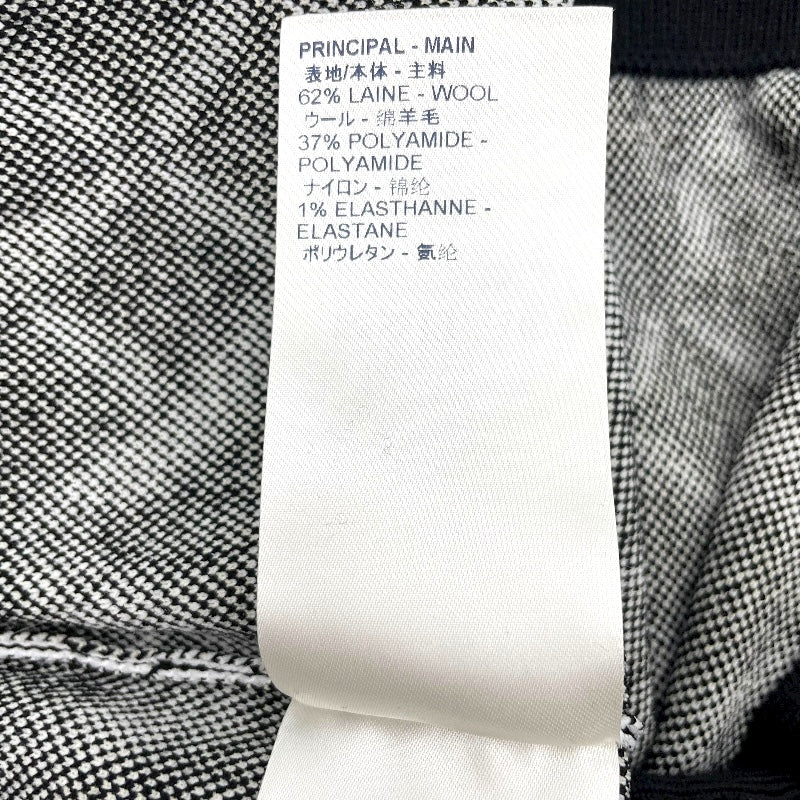 PRINCIPAL - MAIN
表地/本体 - 主料
62% LAINE - WOOL
ウール - 绵羊毛
37% POLYAMIDE -
POLYAMIDE
ナイロン - 锦纶
1% ELASTHANNE -
ELASTANE
ポリウレタン - 氨纶